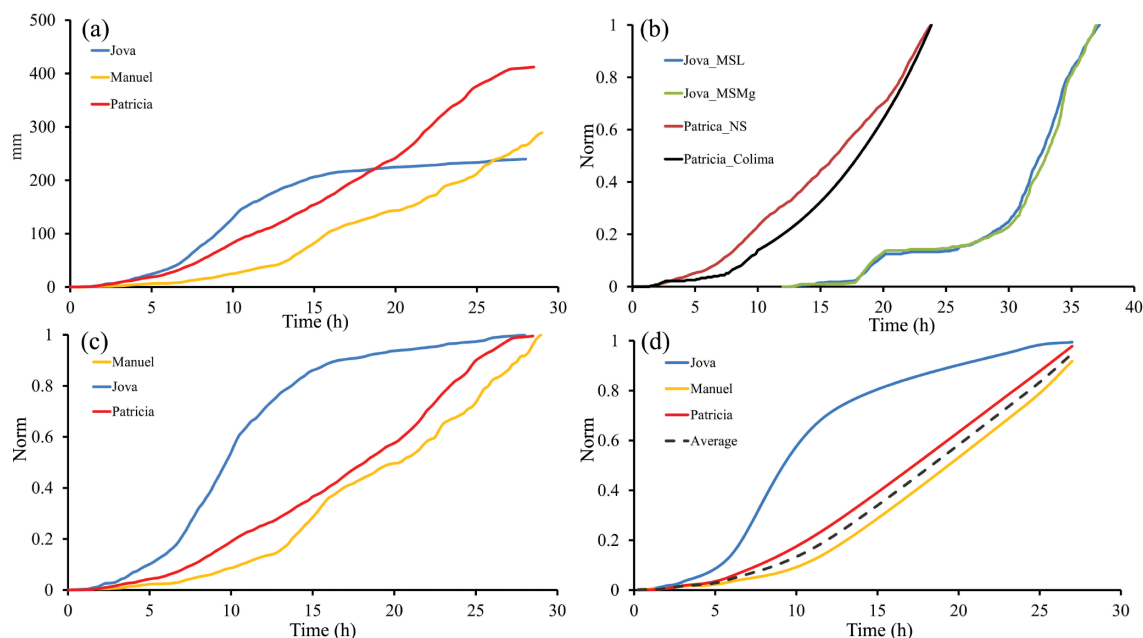 (a)
500
400
300
200
100
0
mm
Jova
Manuel
Patricia
0 5 10 15 20 25 30
Time (h)
(b)
1
0.8
0.6
0.4
0.2
0
Norm
Jova_MSL
Jova_MSMg
Patrica_NS
Patricia_Colima
0 5 10 15 20 25 30 35 40
Time (h)
(c)
1
0.8
0.6
0.4
0.2
0
Norm
Manuel
Jova
Patricia
0 5 10 15 20 25 30
Time (h)
(d)
1
0.8
0.6
0.4
0.2
0
Norm
Jova
Manuel
Patricia
Average
0 5 10 15 20 25 30
Time (h)